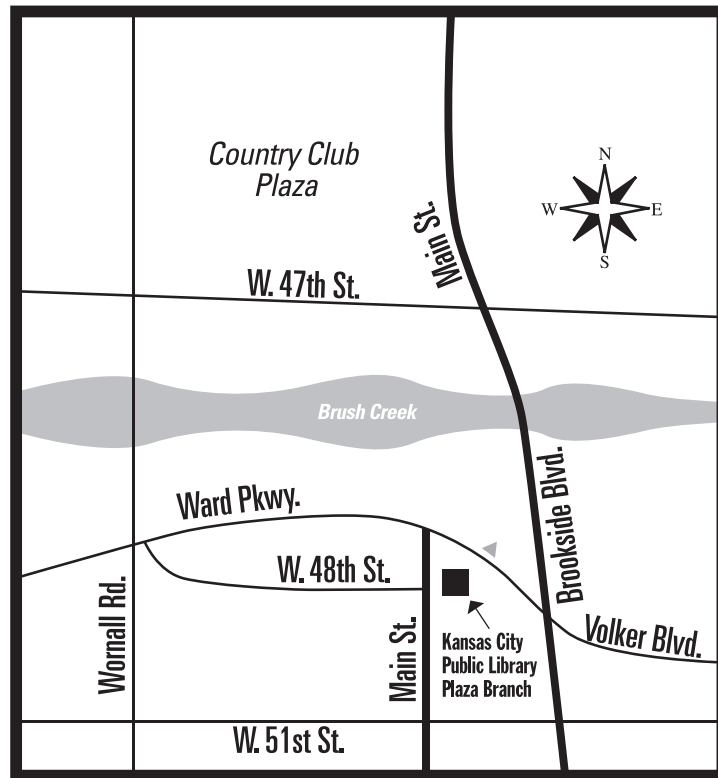 Country Club
Plaza
N
W
E
S
Main St.
W. 47th St.
Brush Creek
Ward Pkwy.
Brookside Blvd.
W. 48th St.
Wornall Rd.
Main St.
Kansas City
Public Library
Plaza Branch
Volker Blvd.
W. 51st St.